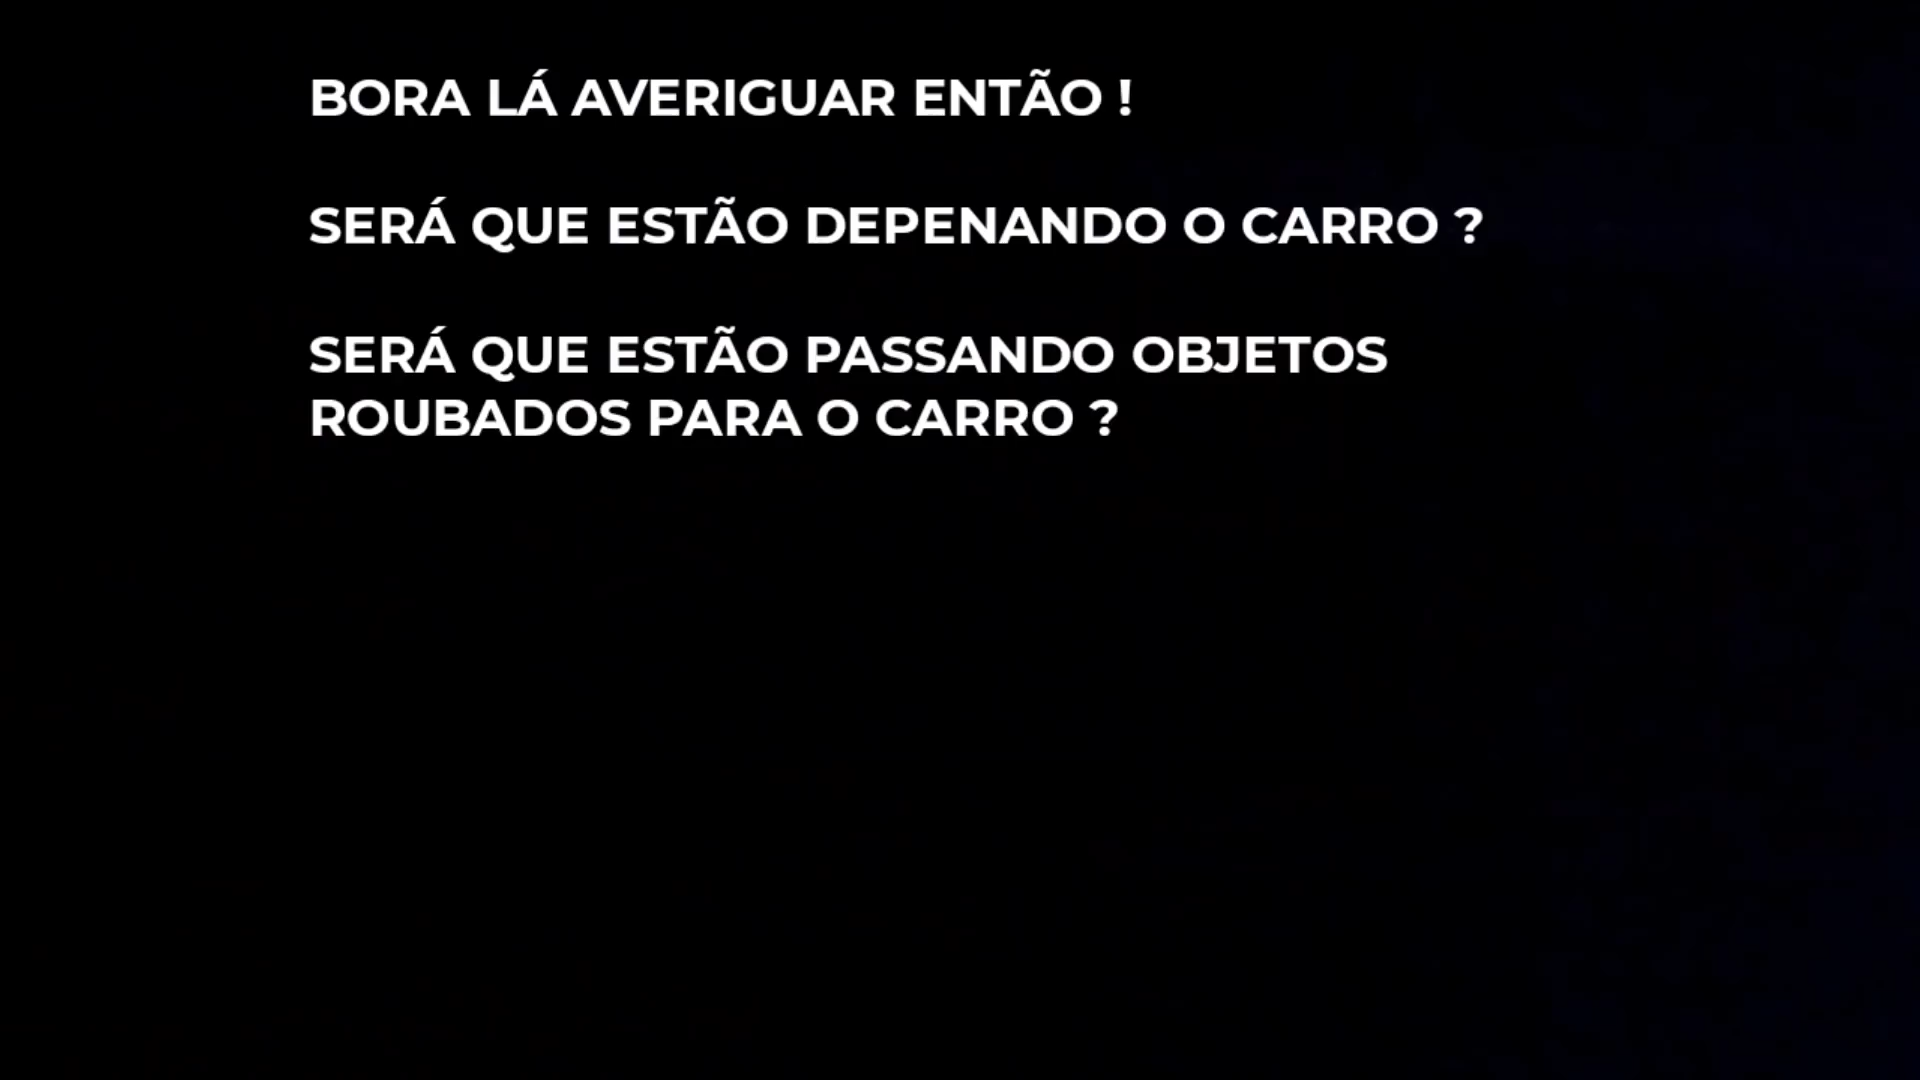 BORA LÁ AVERIGUAR ENTÃO !
SERÁ QUE ESTÃO DEPENANDO O CARRO ?
SERÁ QUE ESTÃO PASSANDO OBJETOS
ROUBADOS PARA O CARRO ?